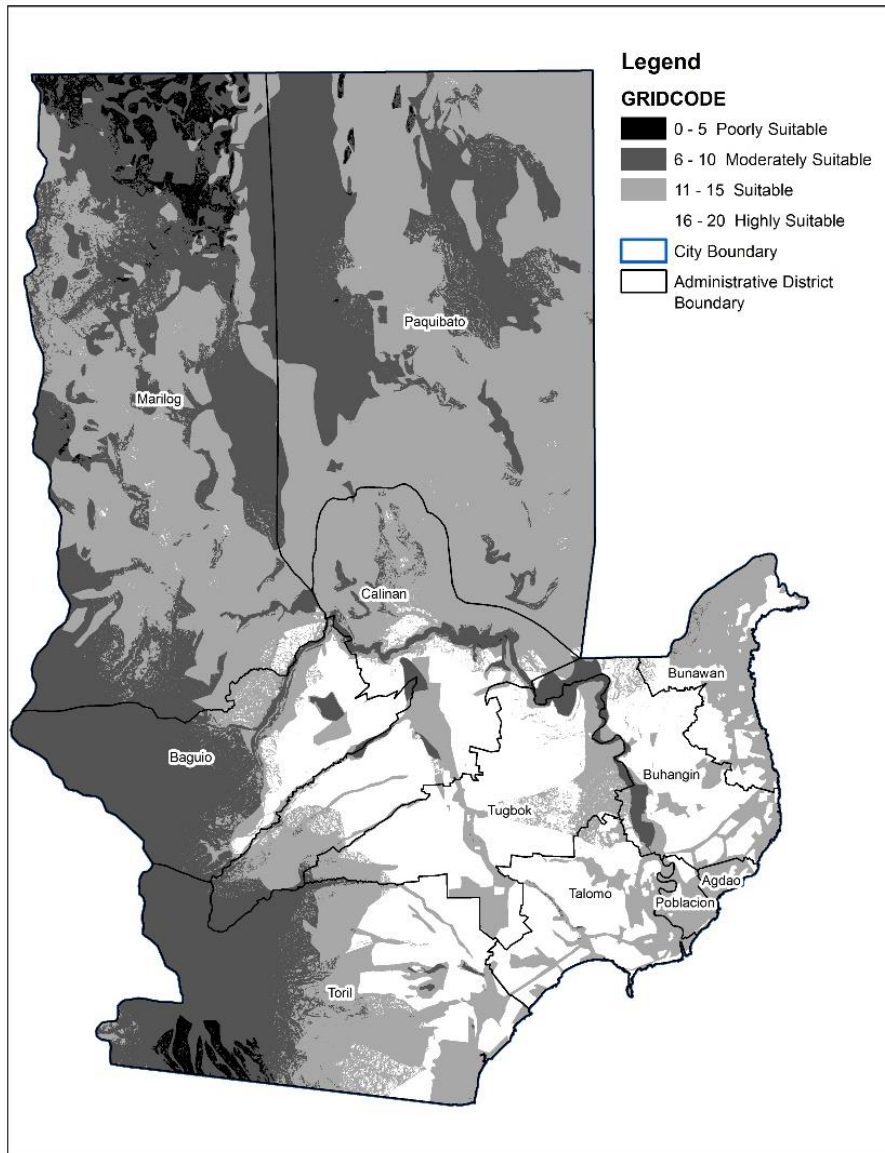 Legend
GRIDCODE
0 - 5 Poorly Suitable
6 - 10 Moderately Suitable
11 - 15 Suitable
16 - 20 Highly Suitable
City Boundary
Administrative District
Boundary
Paquibato
Marilog
Calinan
Bunawan
Baguio
Buhangin
Tugbok
Agdao
Talomo
Poblacion
Toril